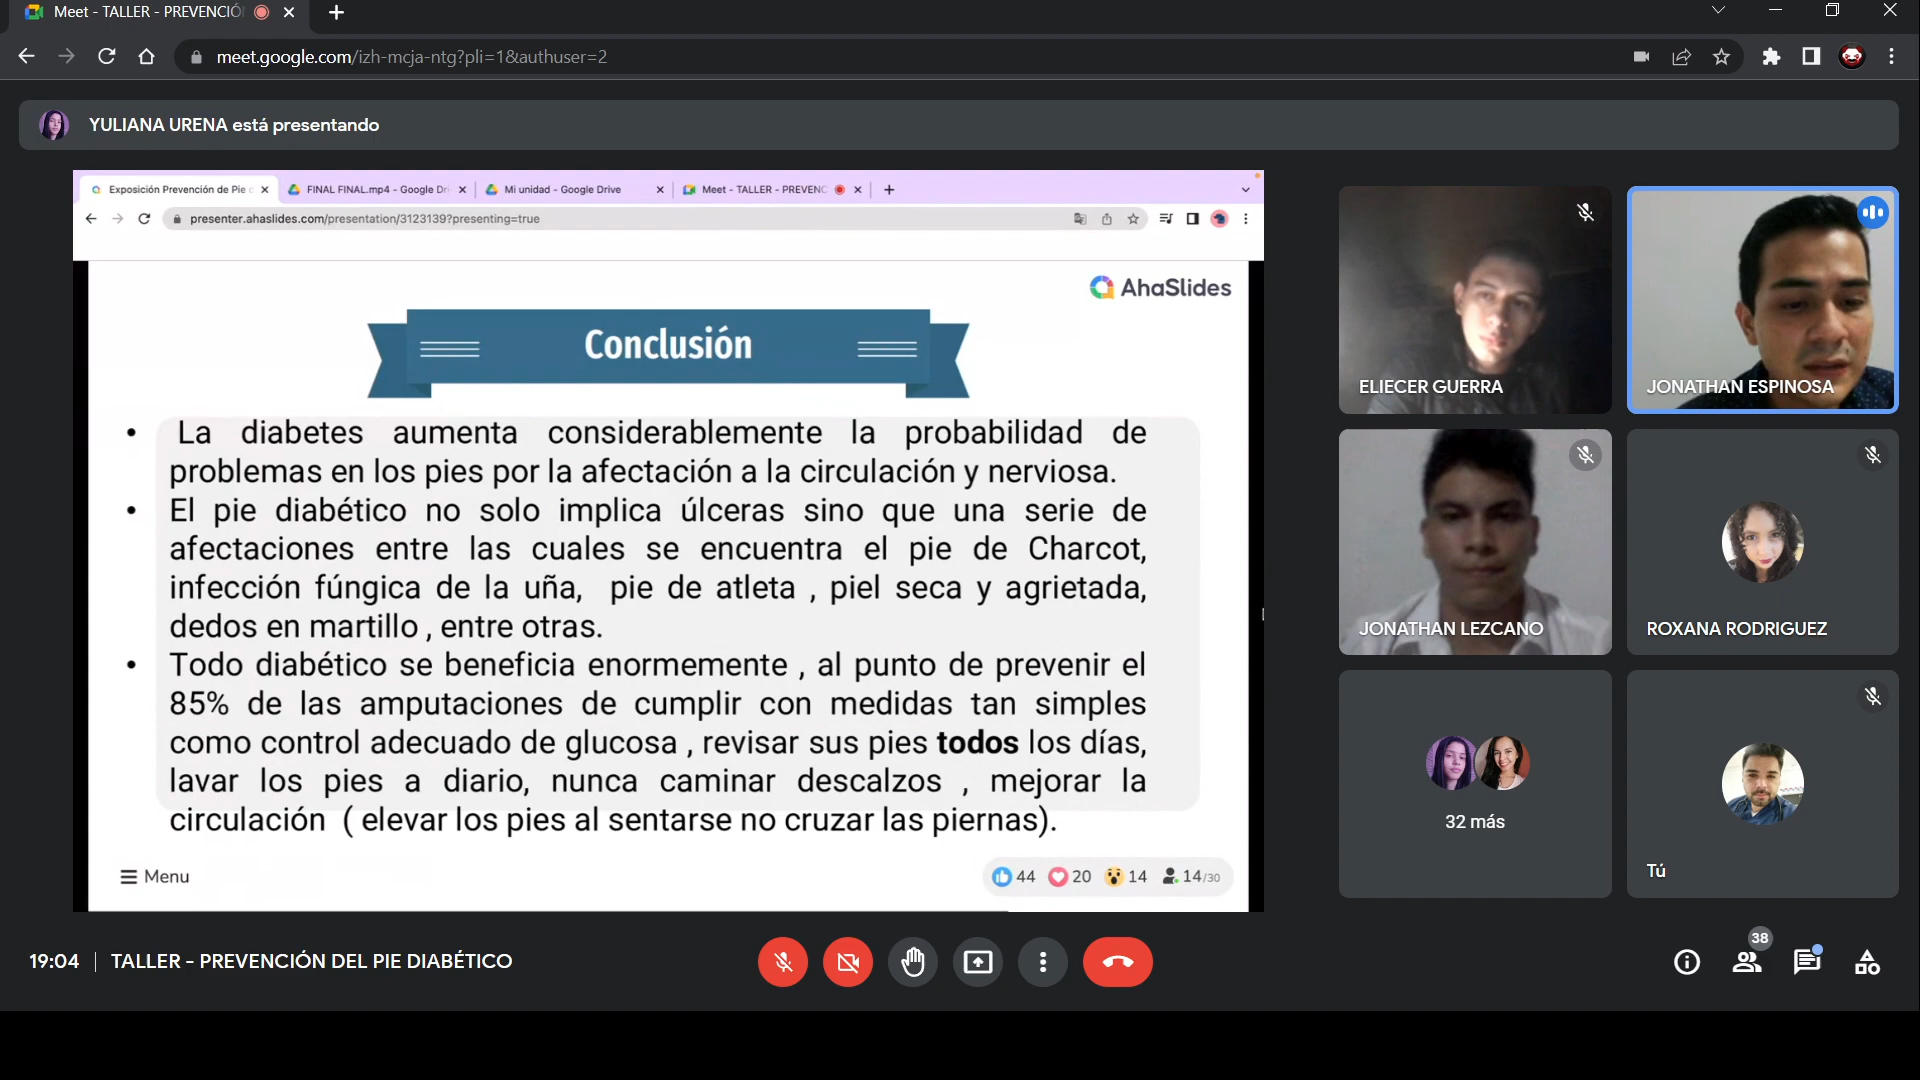 Meet - TALLER - PREVENCIÓN
meet.google.com/izh-mcja-ntg?pli=1&authuser=2
YULIANA URENA está presentando
Exposición Prevención de Pie
FINAL FINAL.mp4 - Google Dri
Mi unidad - Google Drive
Meet - TALLER - PREVENC
presenter.ahaslides.com/presentation/3123139?presenting=true
AhaSlides
Conclusión
• La diabetes aumenta considerablemente la probabilidad de
problemas en los pies por la afectación a la circulación y nerviosa.
• El pie diabético no solo implica úlceras sino que una serie de
afectaciones entre las cuales se encuentra el pie de Charcot,
infección fúngica de la uña, pie de atleta , piel seca y agrietada,
dedos en martillo , entre otras.
• Todo diabético se beneficia enormemente , al punto de prevenir el
85% de las amputaciones de cumplir con medidas tan simples
como control adecuado de glucosa , revisar sus pies todos los días,
lavar los pies a diario, nunca caminar descalzos , mejorar la
circulación ( elevar los pies al sentarse no cruzar las piernas).
Menu
44 20 14 14/30
ELIECER GUERRA
JONATHAN ESPINOSA
JONATHAN LEZCANO
ROXANA RODRIGUEZ
32 más
Tú
19:04 | TALLER - PREVENCIÓN DEL PIE DIABÉTICO
38